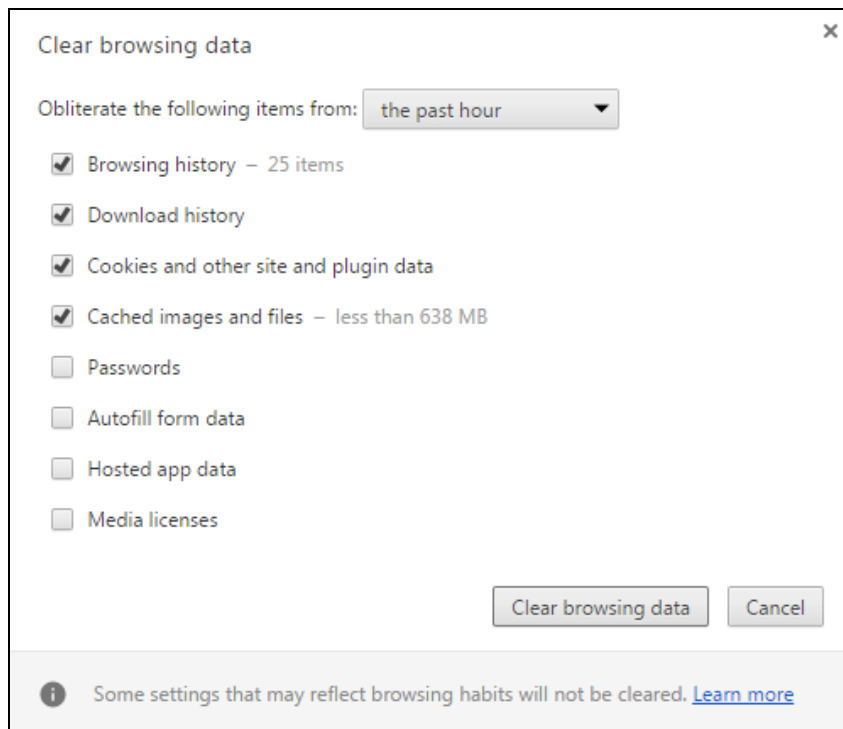 Clear browsing data
Obliterate the following items from: the past hour
Browsing history – 25 items
Download history
Cookies and other site and plugin data
Cached images and files – less than 638 MB
Passwords
Autofill form data
Hosted app data
Media licenses
Clear browsing data Cancel
Some settings that may reflect browsing habits will not be cleared. Learn more